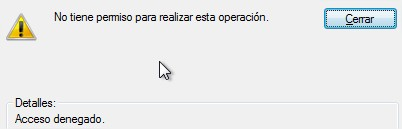 No tiene permiso para realizar esta operación.
Cerrar
Detalles:
Acceso denegado.